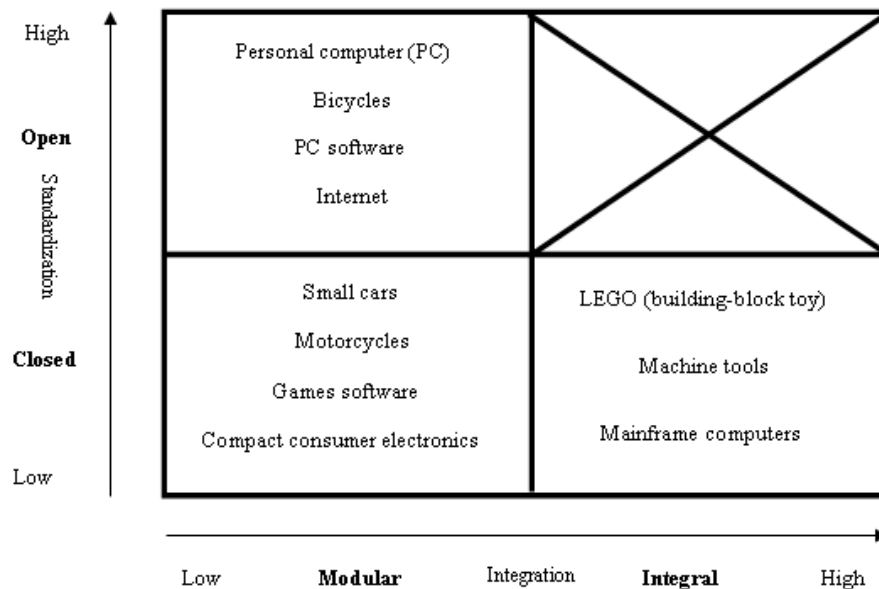 High
Personal computer (PC)
Bicycles
Open
PC software
Internet
Standardization
Small cars
LEGO (building-block toy)
Motorcycles
Closed
Machine tools
Games software
Compact consumer electronics
Mainframe computers
Low
Low Modular Integration Integral High